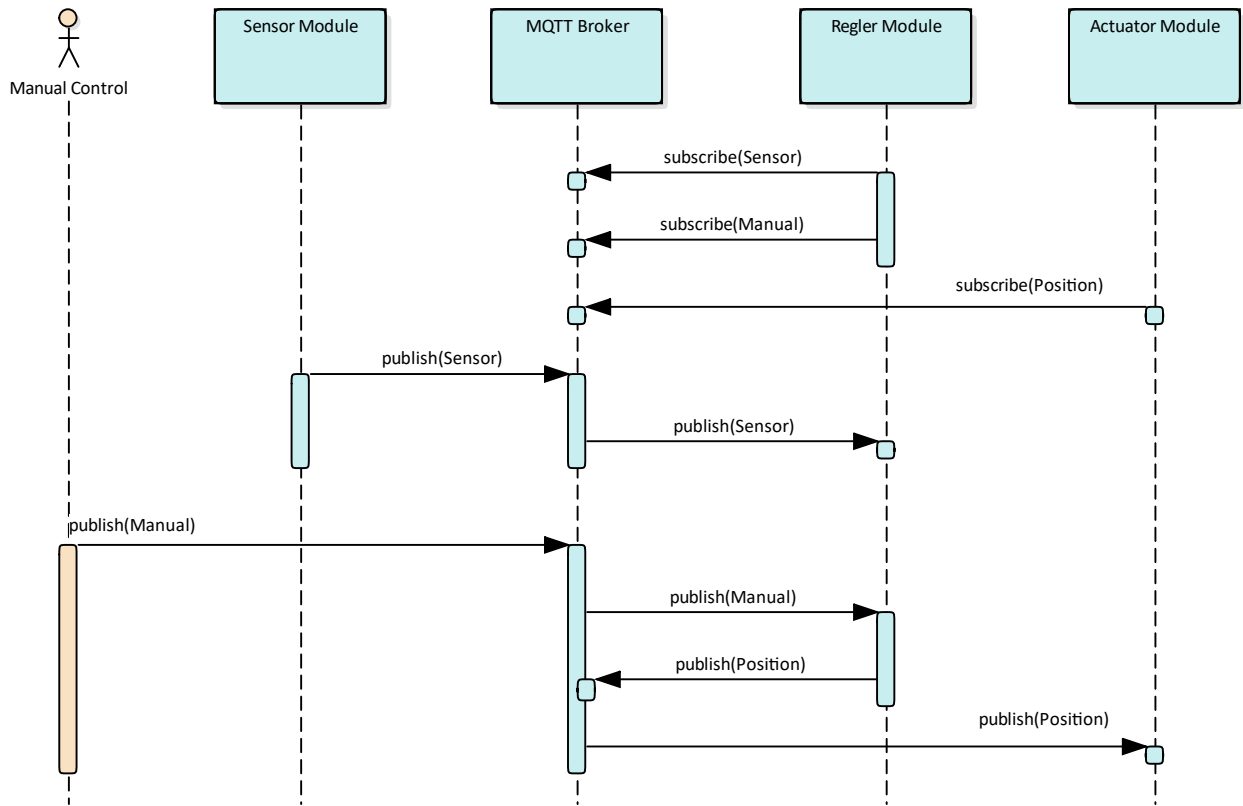 Manual Control
Sensor Module
MQTT Broker
Regler Module
Actuator Module
subscribe(Sensor)
subscribe(Manual)
subscribe(Position)
publish(Sensor)
publish(Sensor)
publish(Manual)
publish(Manual)
publish(Position)
publish(Position)